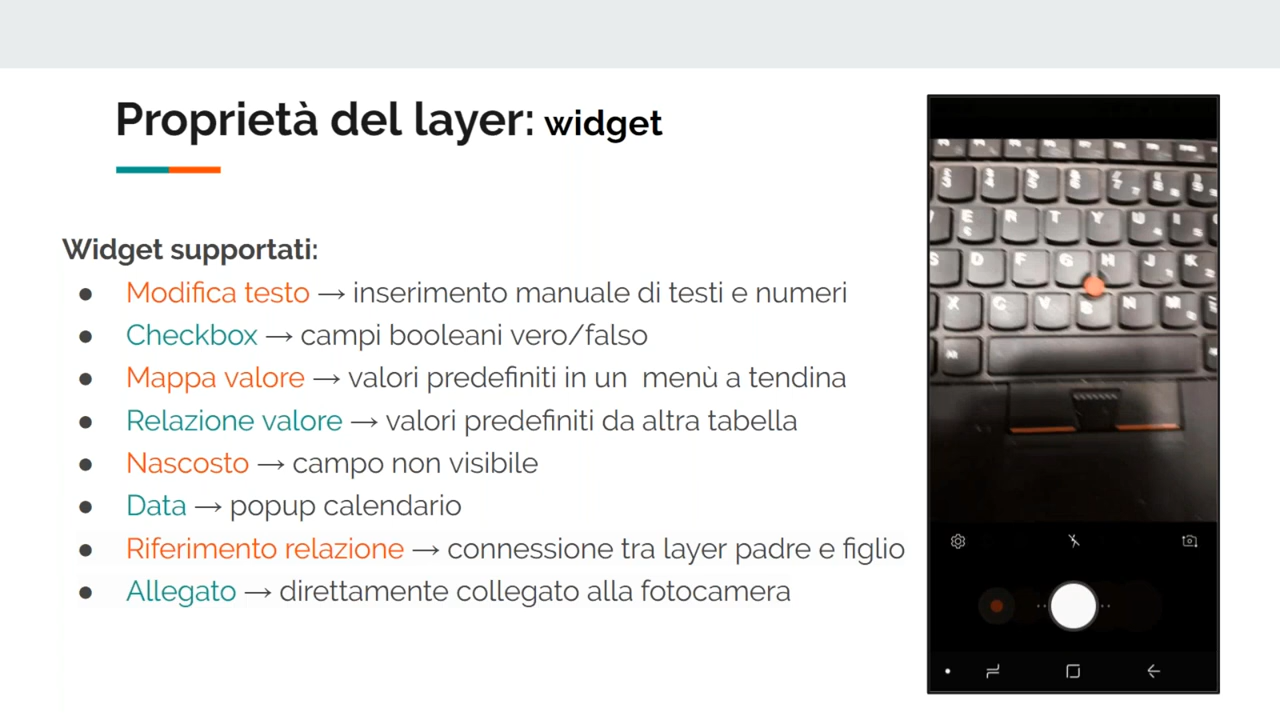 Proprietà del layer: widget
Widget supportati:
● Modifica testo → inserimento manuale di testi e numeri
● Checkbox → campi booleani vero/falso
● Mappa valore → valori predefiniti in un menù a tendina
● Relazione valore → valori predefiniti da altra tabella
● Nascosto → campo non visibile
● Data → popup calendario
● Riferimento relazione → connessione tra layer padre e figlio
● Allegato → direttamente collegato alla fotocamera
E R T Y U I
S D F G H J K
X C V B N M